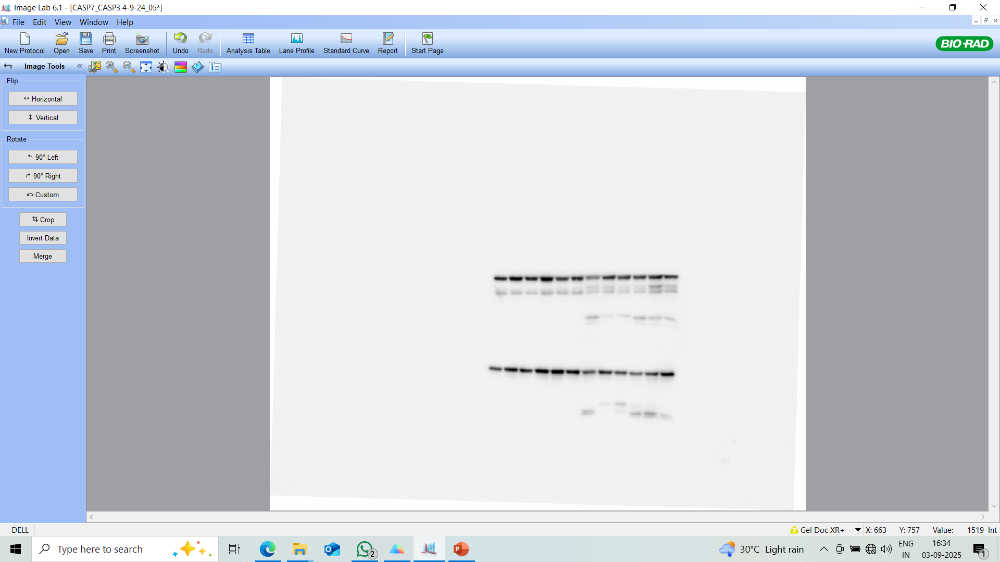 Image Lab 6.1 - [CASP7_CASP3 4-9-24_05*]
File Edit View Window Help
New Protocol Open Save Print Screenshot Undo Redo Analysis Table Lane Profile Standard Curve Report Start Page
BIO-RAD
Image Tools «
Flip
Horizontal
Vertical
Rotate
90° Left
90° Right
Custom
Crop
Invert Data
Merge
DELL
Gel Doc XR+ X: 663 Y: 757 Value: 1519 Int
Type here to search
2
30°C Light rain
ENG
IN
16:34
03-09-2025
1